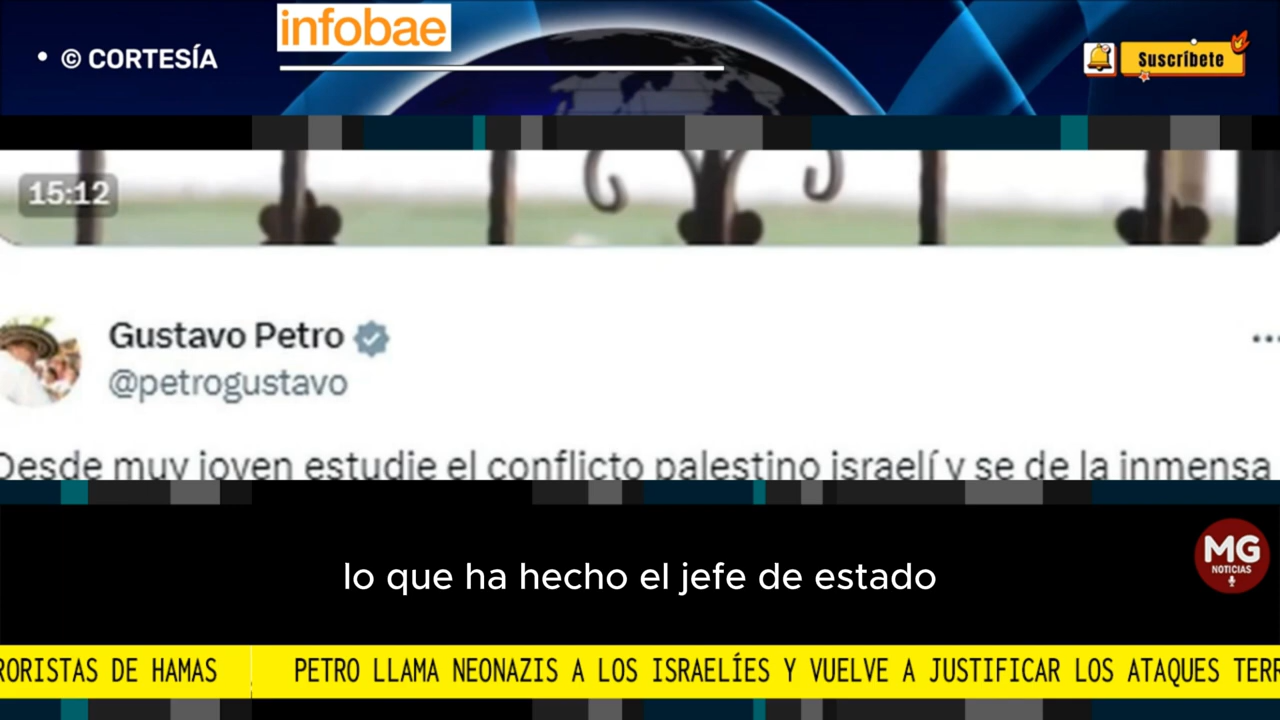 • © CORTESÍA
infobae
Suscríbete
15:12
Gustavo Petro
@petrogustavo
Desde muy joven estudie el conflicto palestino israelí y se de la inmensa
lo que ha hecho el jefe de estado
MG
NOTICIAS
RORISTAS DE HAMAS PETRO LLAMA NEONAZIS A LOS ISRAELÍES Y VUELVE A JUSTIFICAR LOS ATAQUES TERR